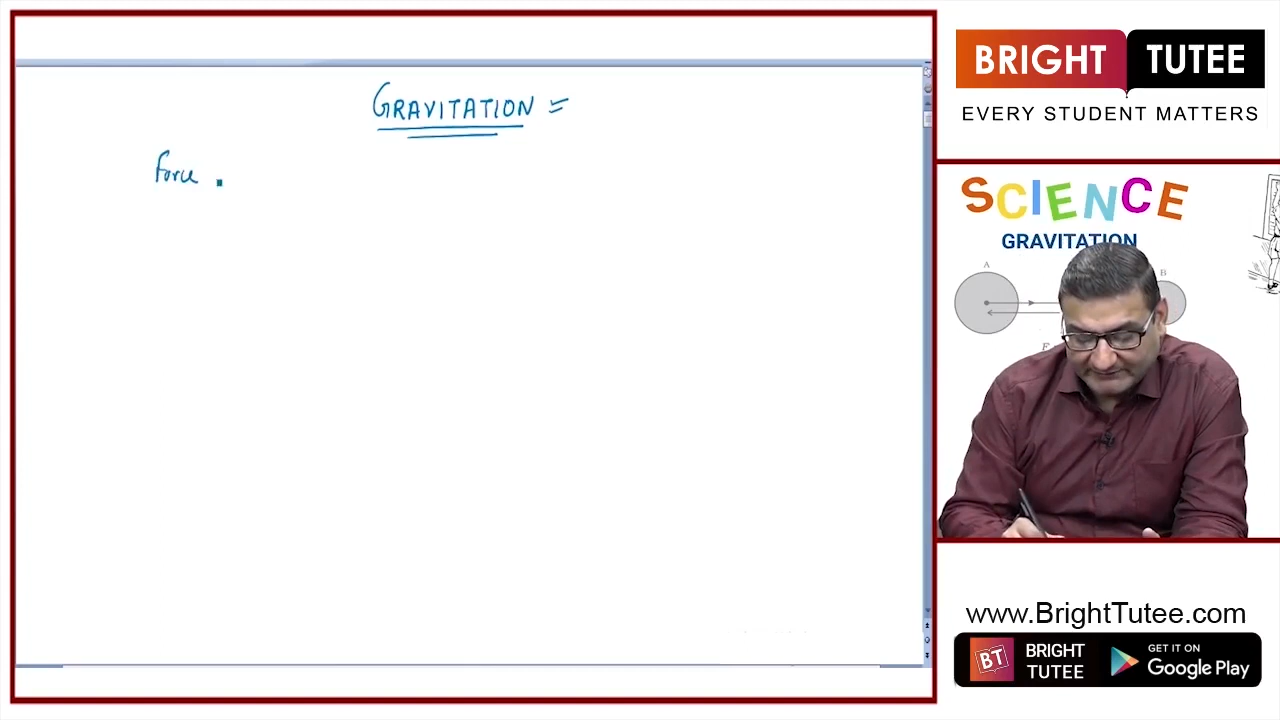 GRAVITATION =
Force
BRIGHT TUTEE
EVERY STUDENT MATTERS
SCIENCE
GRAVITATION
A
B
F
www.BrightTutee.com
BT
BRIGHT
TUTEE
GET IT ON
Google Play